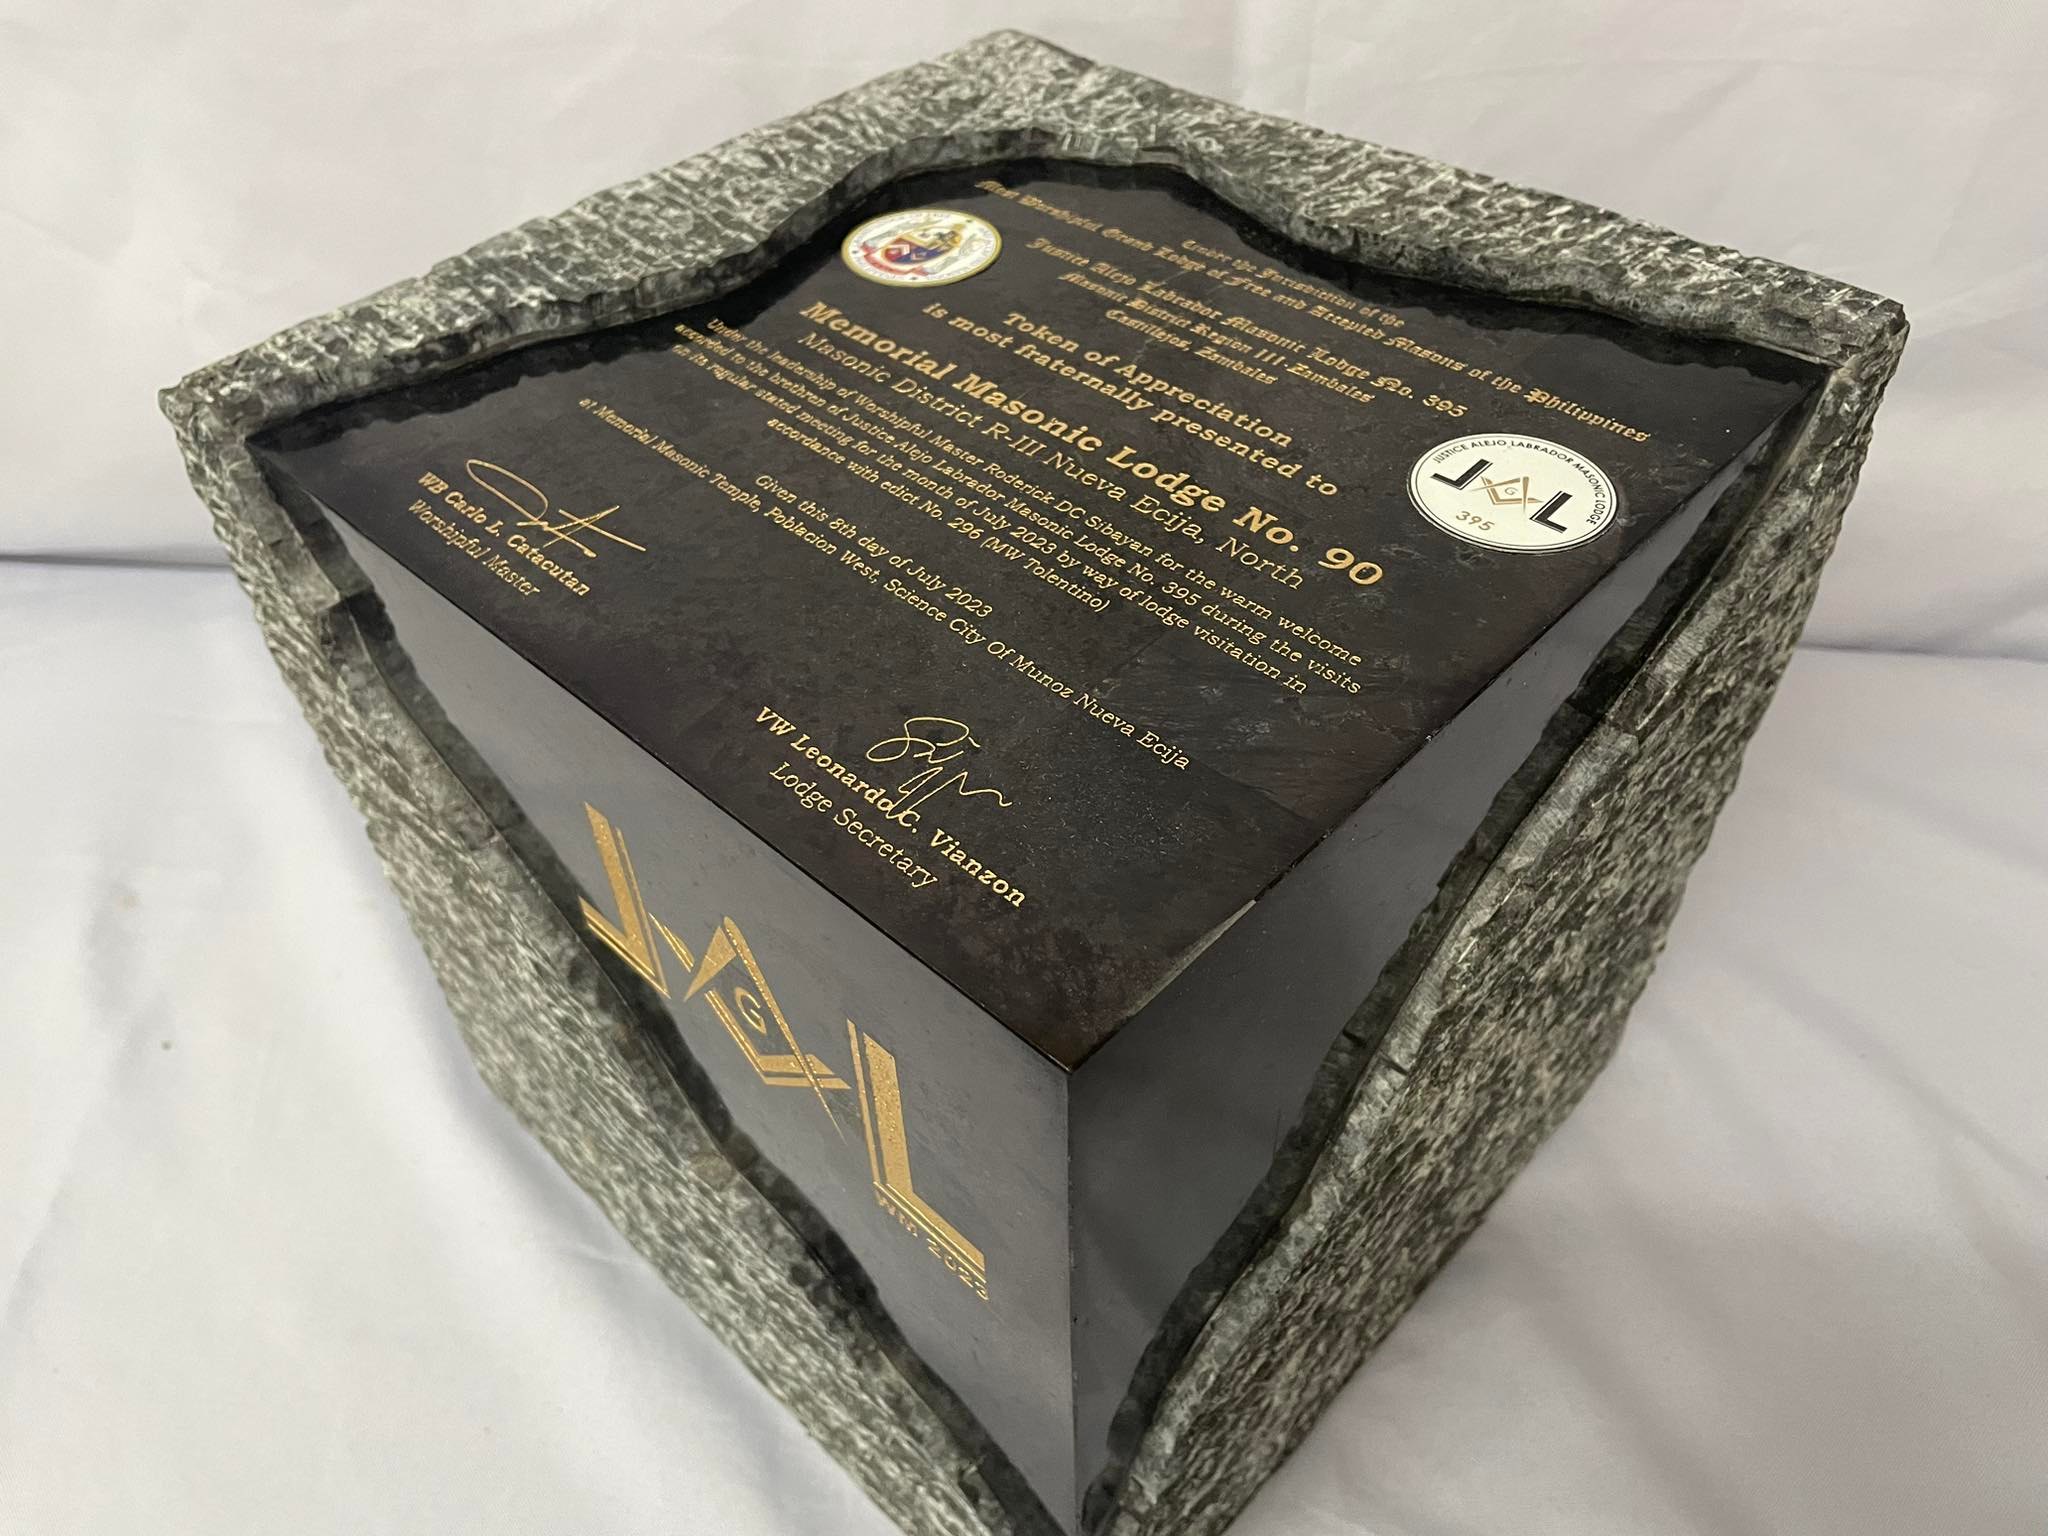 Under the Jurisdiction of the
Most Worshipful Grand Lodge of Free and Accepted Masons of the Philippines
Justice Alejo Labrador Masonic Lodge No. 395
Masonic District Region III-Zambales
Castillejos, Zambales
Token of Appreciation
is most fraternally presented to
Memorial Masonic Lodge No. 90
Masonic District R-III Nueva Ecija, North
Under the leadership of Worshipful Master Roderick DC Sibayan for the warm welcome
accorded to the brethren of Justice Alejo Labrador Masonic Lodge No. 395 during the visits
in its regular stated meeting for the month of July 2023 by way of lodge visitation in
accordance with edict No. 296 (MW Tolentino)
Given this 8th day of July 2023
at Memorial Masonic Temple, Poblacion West, Science City Of Munoz Nueva Ecija
WB Carlo L. Catacutan
Worshipful Master
VW Leonardo C. Vianzon
Lodge Secretary
JUSTICE ALEJO LABRADOR MASONIC LODGE
J G L
395
J G L
2023